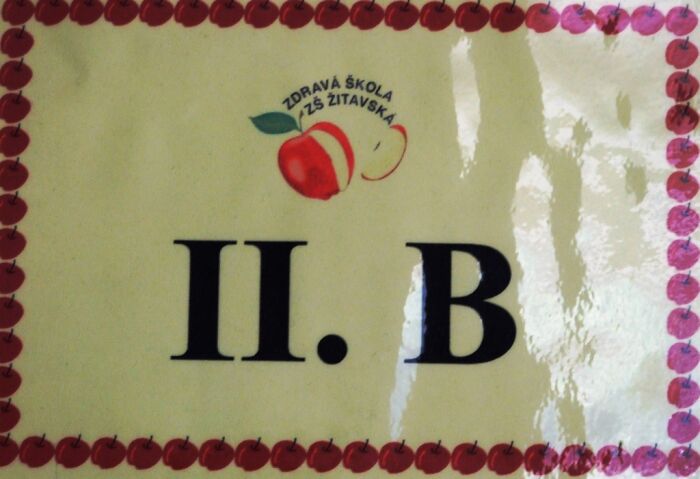 ZDRAVÁ ŠKOLA
ZŠ ŽITAVSKÁ
II. B